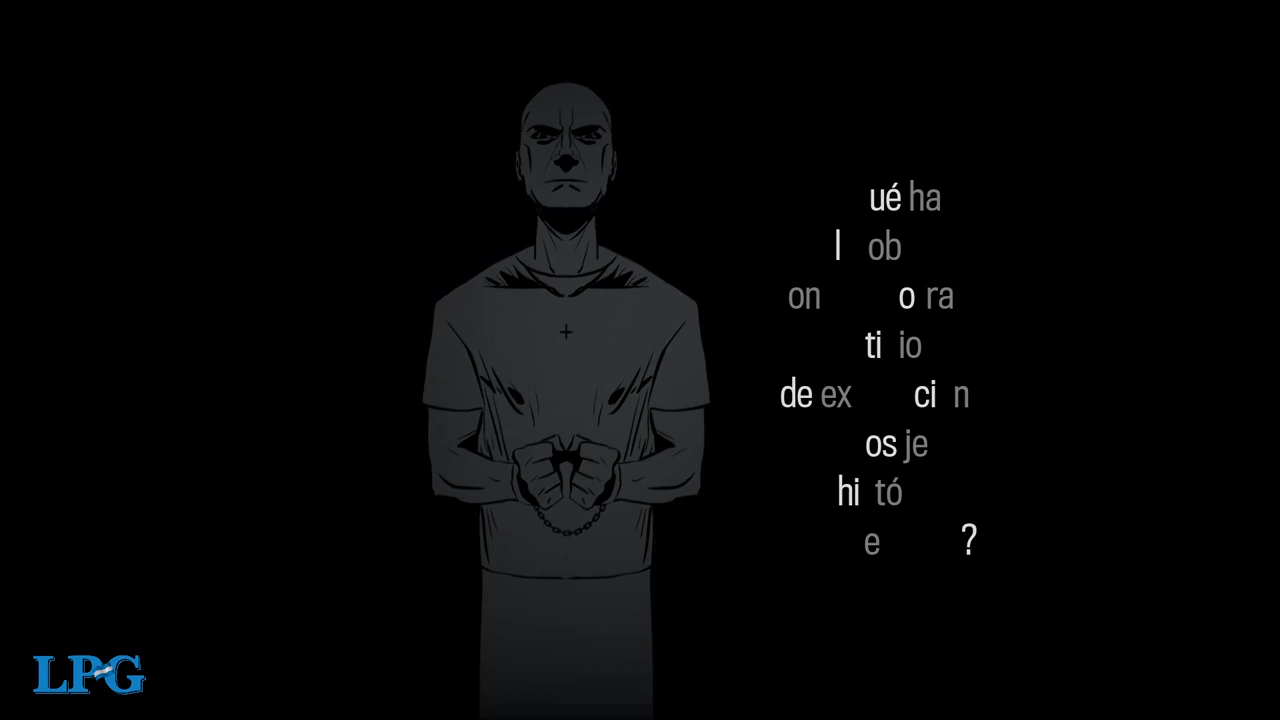 ué ha
l ob
on o ra
ti io
de ex ci n
os je
hi tó
e ?
LPG